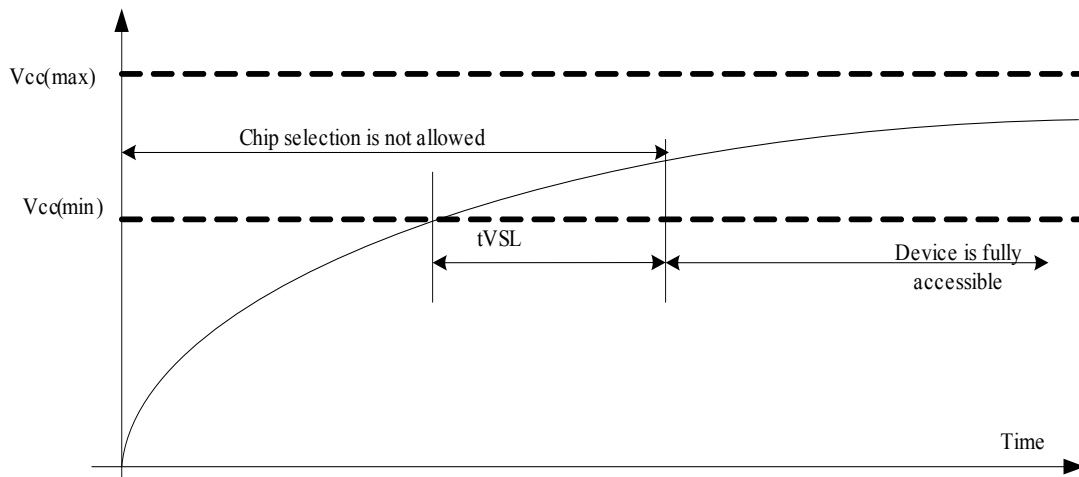 Vcc(max)
Chip selection is not allowed
Vcc(min)
tVSL
Device is fully
accessible
Time